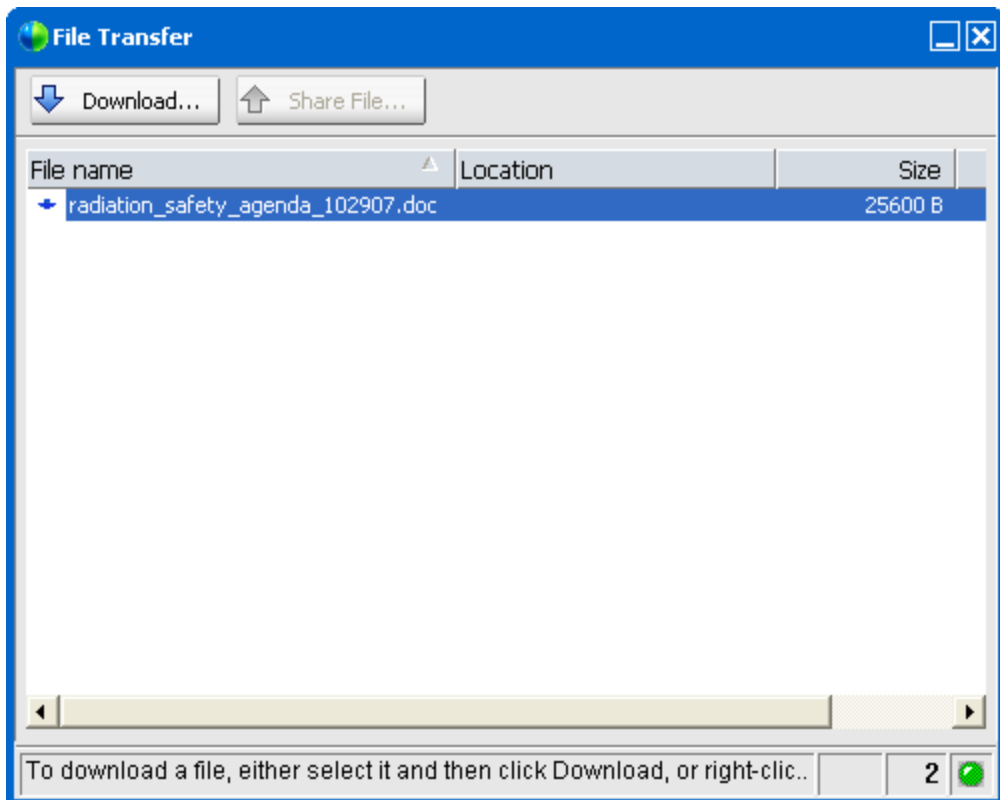 File Transfer
Download... Share File...
File name Location Size
radiation_safety_agenda_102907.doc 25600 B
To download a file, either select it and then click Download, or right-clic.. 2